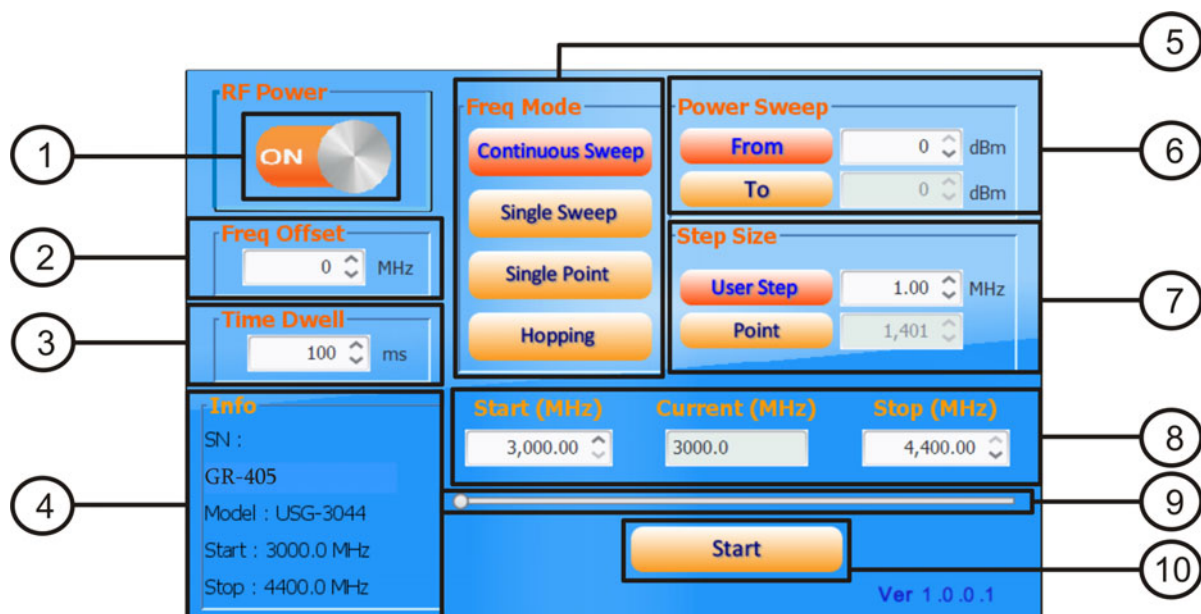 RF Power
ON
Freq Offset
0 MHz
Time Dwell
100 ms
Info
SN :
GR-405
Model : USG-3044
Start : 3000.0 MHz
Stop : 4400.0 MHz
Freq Mode
Continuous Sweep
Single Sweep
Single Point
Hopping
Power Sweep
From 0 dBm
To 0 dBm
Step Size
User Step 1.00 MHz
Point 1,401
Start (MHz) Current (MHz) Stop (MHz)
3,000.00 3000.0 4,400.00
Start
Ver 1.0.0.1
1
2
3
4
5
6
7
8
9
10